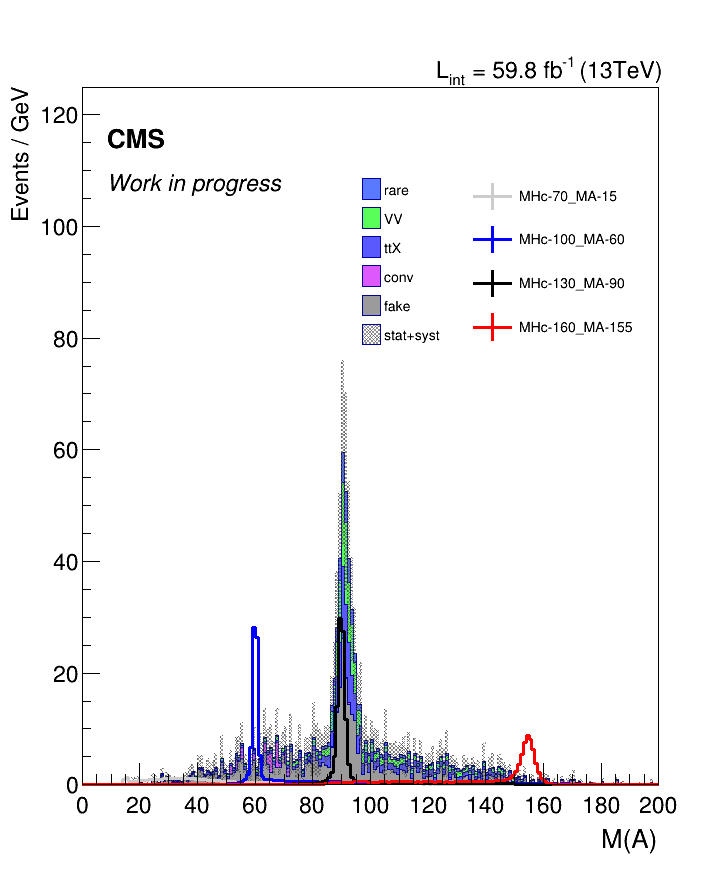 L_int = 59.8 fb^-1 (13TeV)
Events / GeV
120
100
80
60
40
20
0
CMS
Work in progress
rare
VV
ttX
conv
fake
stat+syst
MHc-70_MA-15
MHc-100_MA-60
MHc-130_MA-90
MHc-160_MA-155
0 20 40 60 80 100 120 140 160 180 200
M(A)